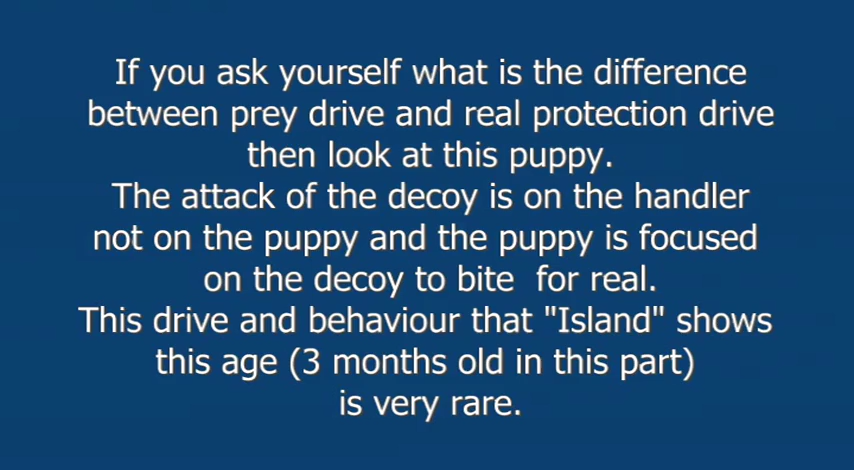 If you ask yourself what is the difference
between prey drive and real protection drive
then look at this puppy.
The attack of the decoy is on the handler
not on the puppy and the puppy is focused
on the decoy to bite  for real.
This drive and behaviour that "Island" shows
this age (3 months old in this part)
is very rare.